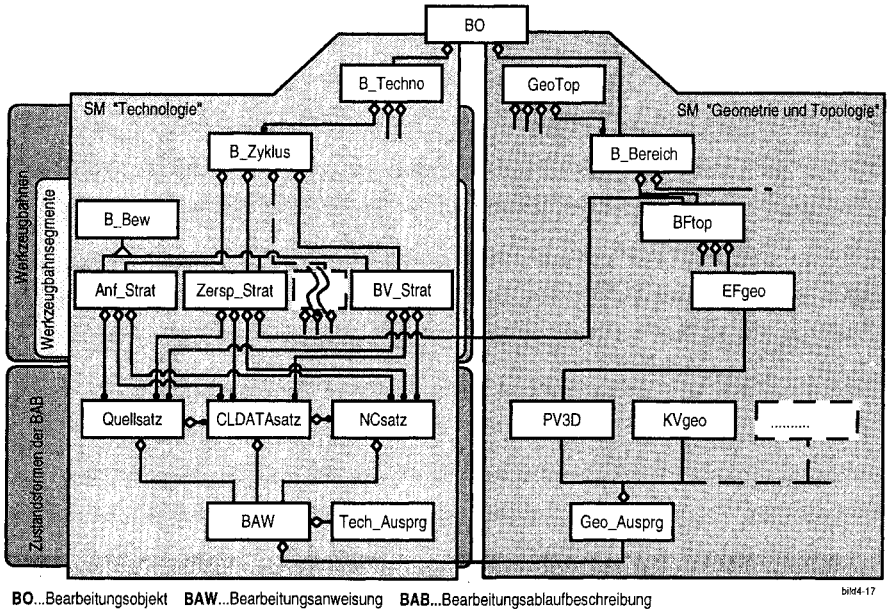 BO
B_Techno
GeoTop
SM "Technologie"
SM "Geometrie und Topologie"
B_Zyklus
B_Bereich
Werkzeugbahnen
Werkzeugbahnsegmente
B_Bew
BFtop
Anf_Strat
Zersp_Strat
BV_Strat
EFgeo
Zustandsformen der BAB
Quellsatz
CLDATAsatz
NCsatz
PV3D
KVgeo
..........
BAW
Tech_Ausprg
Geo_Ausprg
bild4-17
BO...Bearbeitungsobjekt BAW...Bearbeitungsanweisung BAB...Bearbeitungsablaufbeschreibung